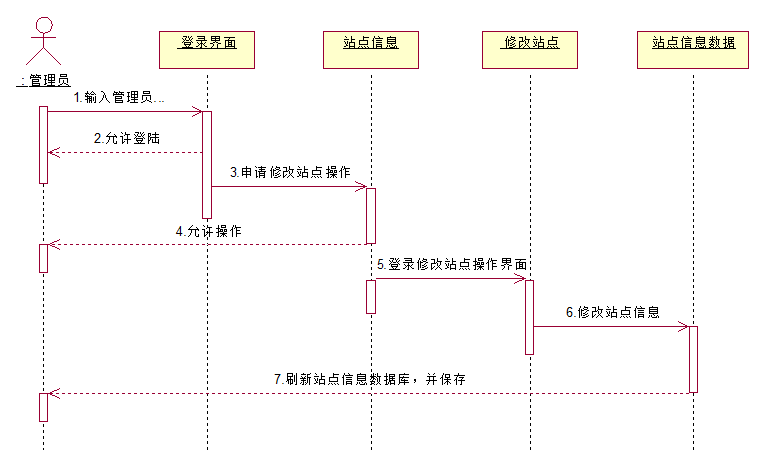 登录界面
站点信息
修改站点
站点信息数据
: 管理员
1.输入管理员...
2.允许登陆
3.申请修改站点操作
4.允许操作
5.登录修改站点操作界面
6.修改站点信息
7.刷新站点信息数据库，并保存